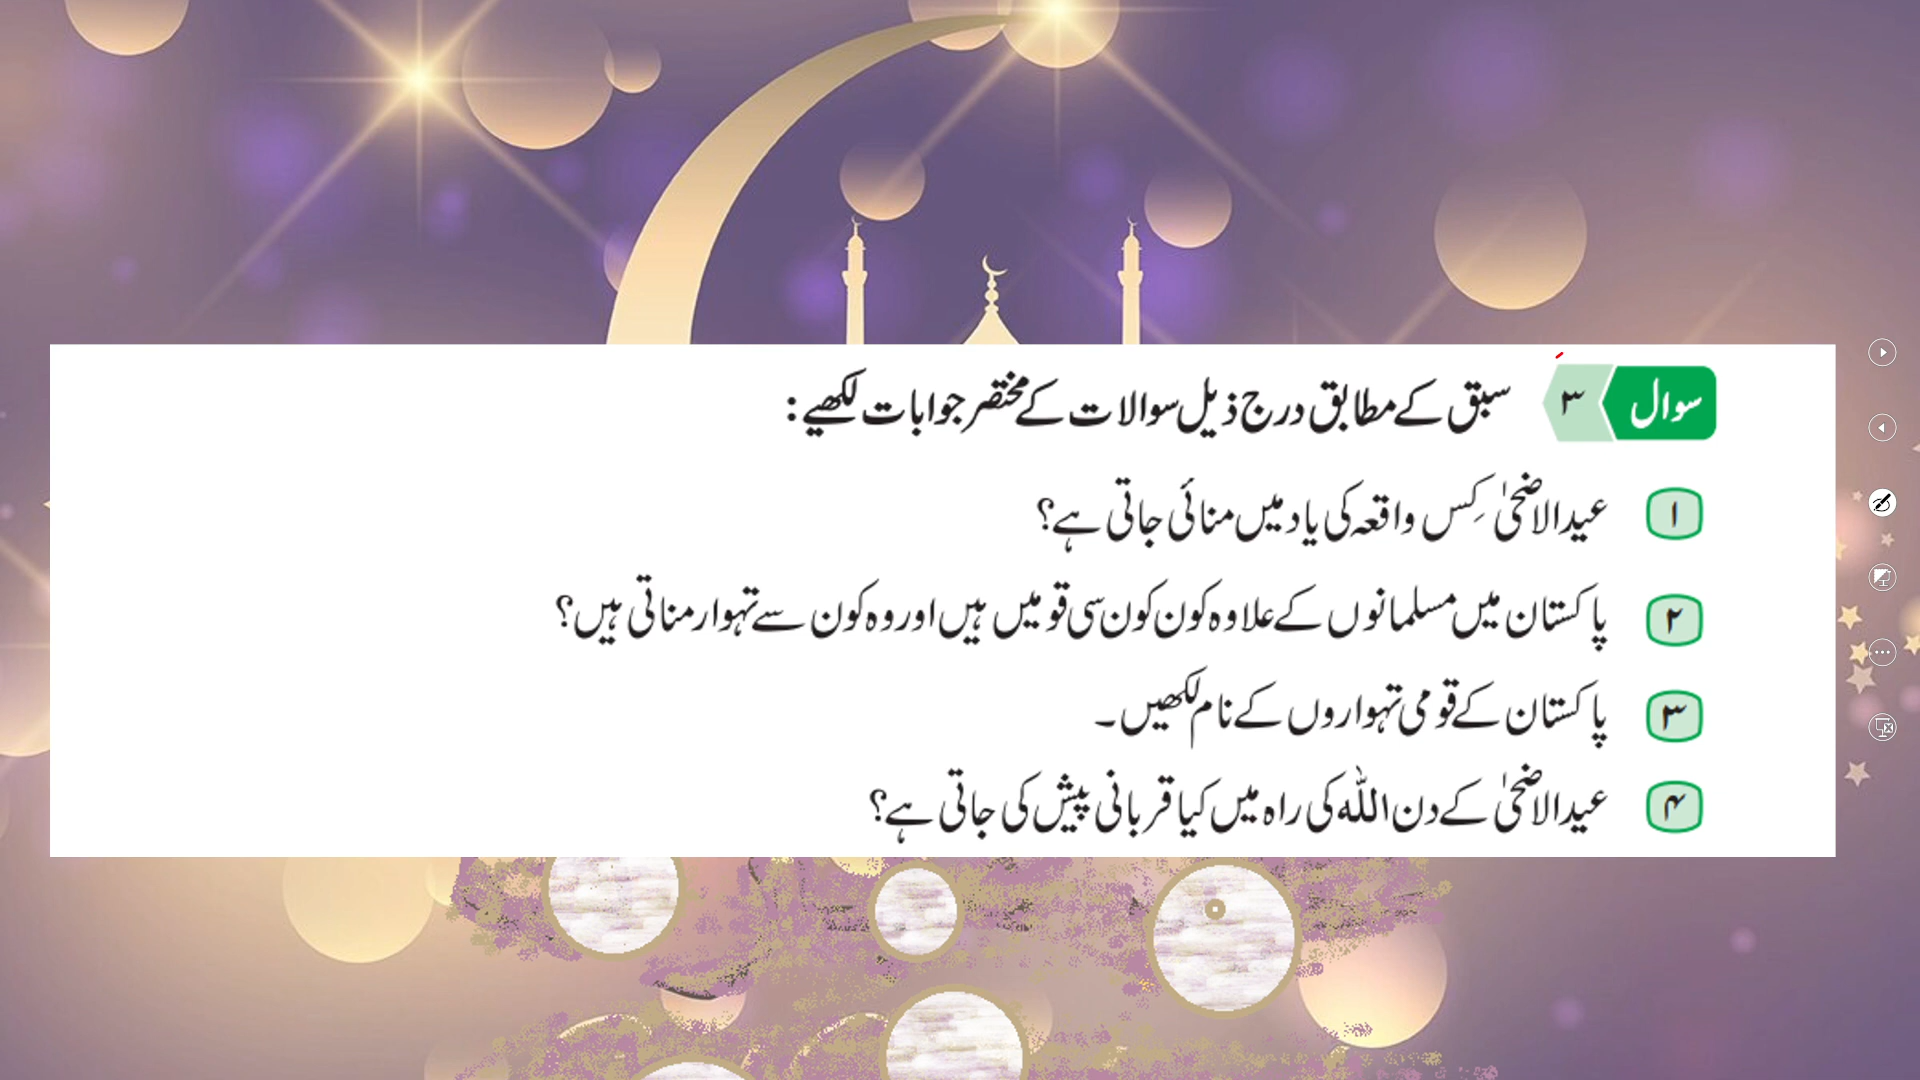 سوال ۳ سبق کے مطابق درج ذیل سوالات کے مختصر جوابات لکھیے:
۱ عیدالاضحیٰ کِس واقعہ کی یاد میں منائی جاتی ہے؟
۲ پاکستان میں مسلمانوں کے علاوہ کون کون سی قومیں ہیں اور وہ کون سے تہوار مناتی ہیں؟
۳ پاکستان کے قومی تہواروں کے نام لکھیں۔
۴ عیدالاضحیٰ کے دن اللہ کی راہ میں کیا قربانی پیش کی جاتی ہے؟